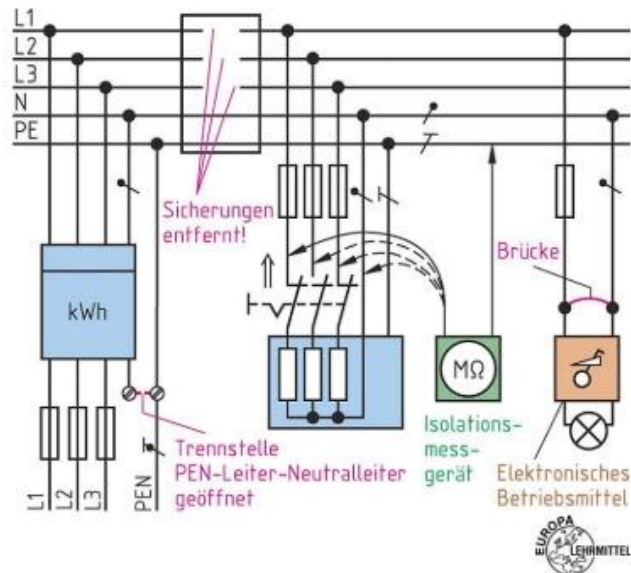 L1
L2
L3
N
PE
Sicherungen
entfernt!
kWh
Brücke
MΩ
Trennstelle
PEN-Leiter-Neutralleiter
geöffnet
Isolations-
mess-
gerät
Elektronisches
Betriebsmittel
L1
L2
L3
PEN
EUROPA
LEHRMITTEL